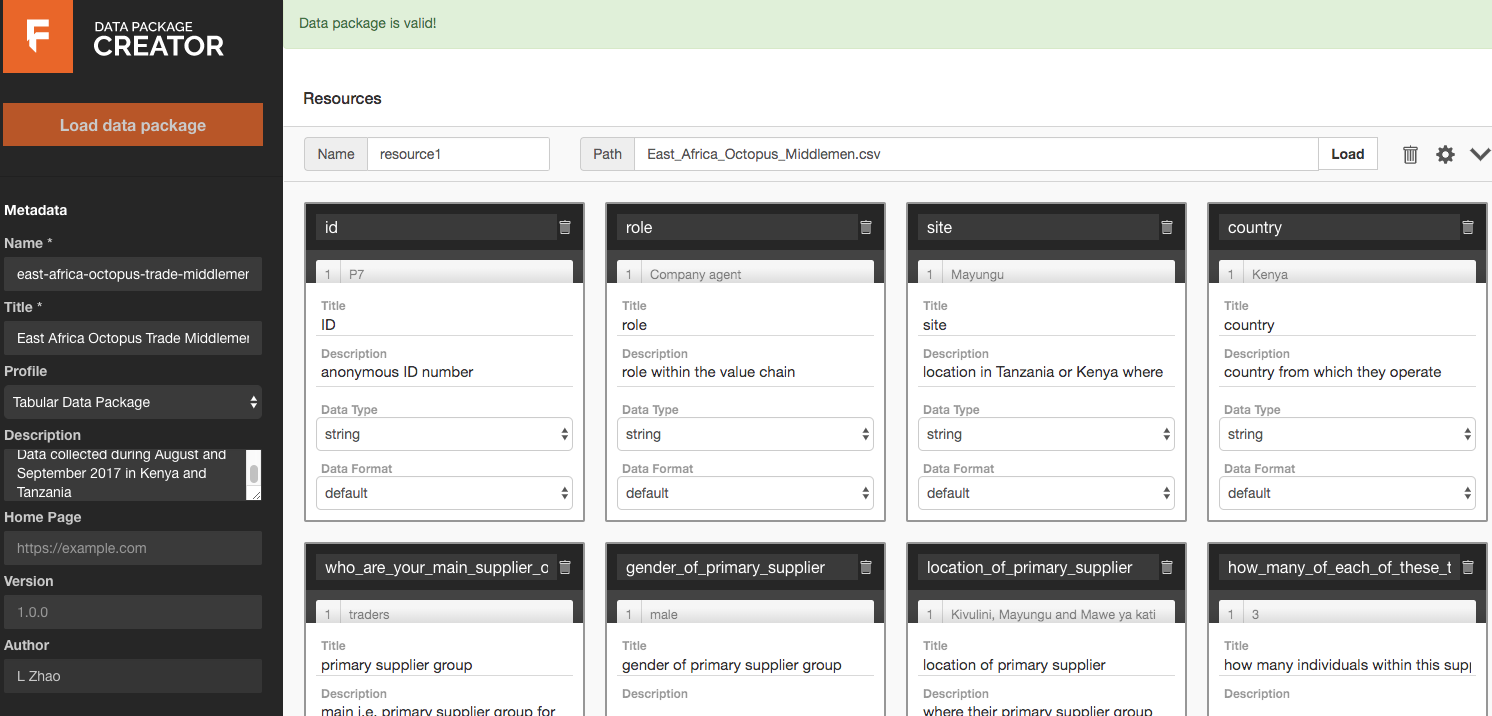 DATA PACKAGE
CREATOR
Load data package
Metadata
Name *
east-africa-octopus-trade-middlemer
Title *
East Africa Octopus Trade Middlemer
Profile
Tabular Data Package
Description
Data collected during August and
September 2017 in Kenya and
Tanzania
Home Page
https://example.com
Version
1.0.0
Author
L Zhao
Data package is valid!
Resources
Name resource1 Path East_Africa_Octopus_Middlemen.csv Load
id role site country
1 P7 1 Company agent 1 Mayungu 1 Kenya
Title Title Title Title
ID role site country
Description Description Description Description
anonymous ID number role within the value chain location in Tanzania or Kenya where country from which they operate
Data Type Data Type Data Type Data Type
string string string string
Data Format Data Format Data Format Data Format
default default default default
who_are_your_main_supplier_o gender_of_primary_supplier location_of_primary_supplier how_many_of_each_of_these_t
1 traders 1 male 1 Kivulini, Mayungu and Mawe ya kati 1 3
Title Title Title Title
primary supplier group gender of primary supplier group location of primary supplier how many individuals within this supp
Description Description Description Description
main i.e. primary supplier group for where their primary supplier group